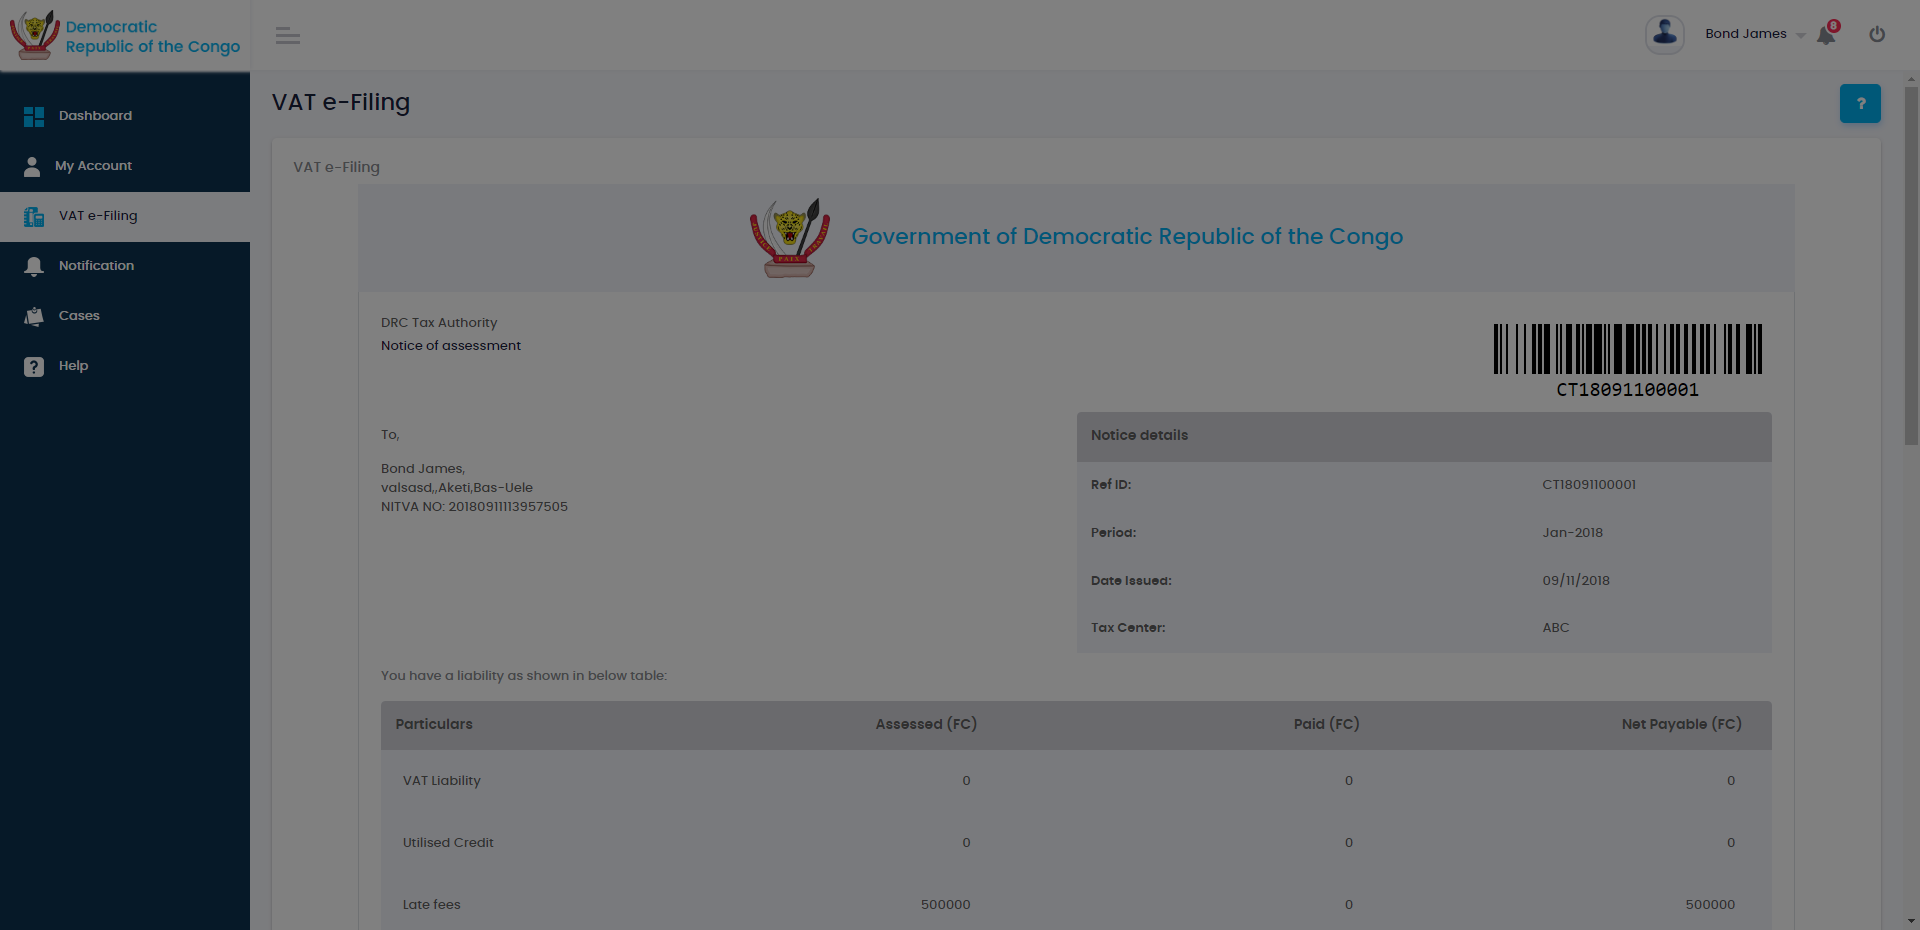 Democratic
Republic of the Congo
Bond James
8
Dashboard
My Account
VAT e-Filing
Notification
Cases
Help
VAT e-Filing
?
VAT e-Filing
JUSTICE PAIX TRAVAIL
Government of Democratic Republic of the Congo
DRC Tax Authority
Notice of assessment
CT18091100001
To,
Bond James,
valsasd,,Aketi,Bas-Uele
NITVA NO: 20180911113957505
Notice details
Ref ID: CT18091100001
Period: Jan-2018
Date Issued: 09/11/2018
Tax Center: ABC
You have a liability as shown in below table:
Particulars Assessed (FC) Paid (FC) Net Payable (FC)
VAT Liability 0 0 0
Utilised Credit 0 0 0
Late fees 500000 0 500000